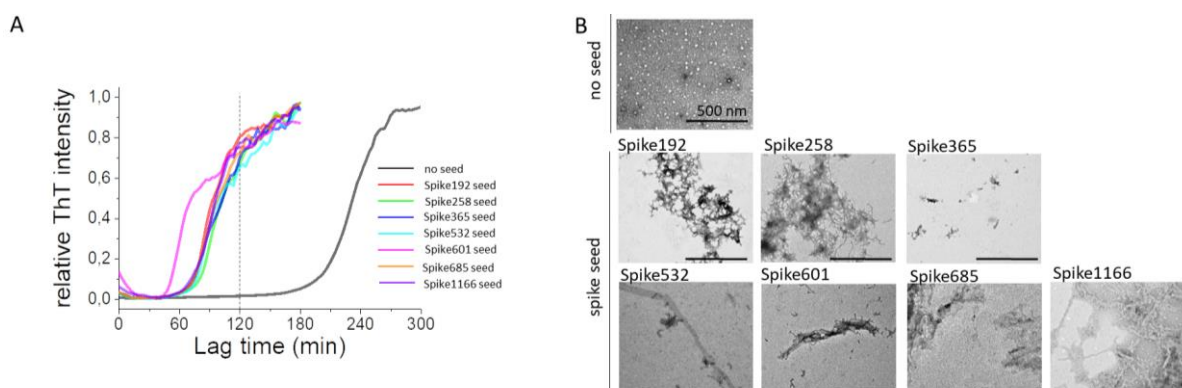 A
relative ThT intensity
1,0
0,8
0,6
0,4
0,2
0,0
0 60 120 180 240 300
Lag time (min)
no seed
Spike192 seed
Spike258 seed
Spike365 seed
Spike532 seed
Spike601 seed
Spike685 seed
Spike1166 seed
B
no seed
500 nm
spike seed
Spike192 Spike258 Spike365
Spike532 Spike601 Spike685 Spike1166